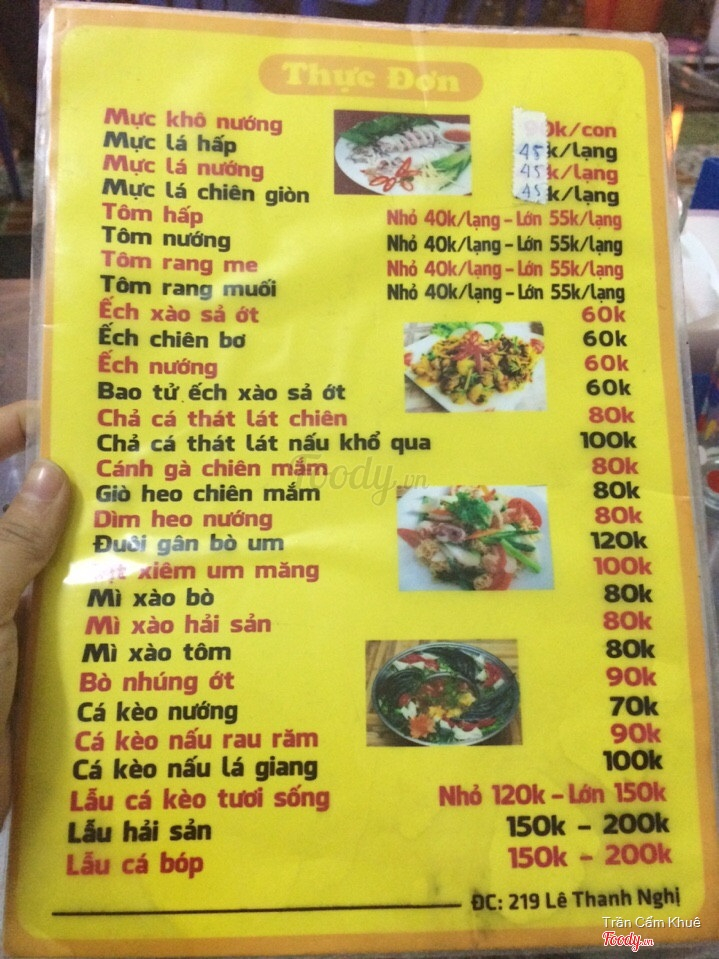 Thực Đơn
Mực khô nướng 90k/con
Mực lá hấp 45k/lạng
Mực lá nướng 45k/lạng
Mực lá chiên giòn 45k/lạng
Tôm hấp Nhỏ 40k/lạng – Lớn 55k/lạng
Tôm nướng Nhỏ 40k/lạng – Lớn 55k/lạng
Tôm rang me Nhỏ 40k/lạng – Lớn 55k/lạng
Tôm rang muối Nhỏ 40k/lạng – Lớn 55k/lạng
Ếch xào sả ớt 60k
Ếch chiên bơ 60k
Ếch nướng 60k
Bao tử ếch xào sả ớt 60k
Chả cá thát lát chiên 80k
Chả cá thát lát nấu khổ qua 100k
Cánh gà chiên mắm 80k
Foody.vn
Giò heo chiên mắm 80k
Dìm heo nướng 80k
Đuôi gân bò um 120k
xiêm um măng 100k
Mì xào bò 80k
Mì xào hải sản 80k
Mì xào tôm 80k
Bò nhúng ớt 90k
Cá kèo nướng 70k
Cá kèo nấu rau răm 90k
Cá kèo nấu lá giang 100k
Lẫu cá kèo tươi sống Nhỏ 120k – Lớn 150k
Lẫu hải sản 150k – 200k
Lẫu cá bóp 150k – 200k
ĐC: 219 Lê Thanh Nghị
Trần Cẩm Khuê
Foody.vn